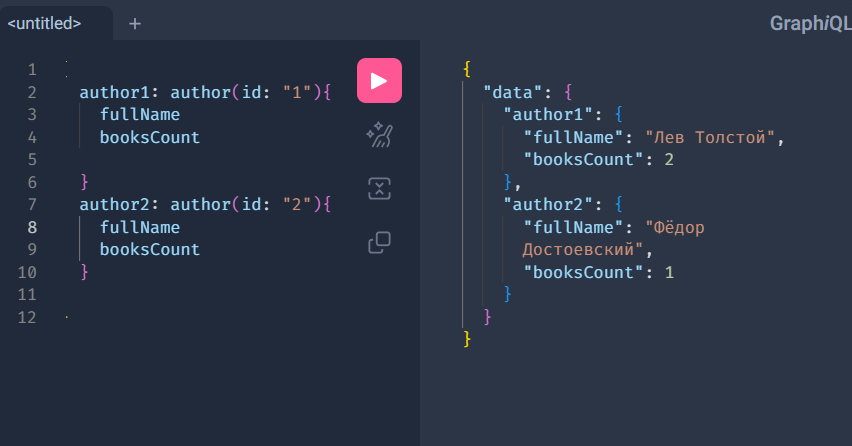 <untitled>
+
GraphiQL
1
2 author1: author(id: "1"){
3 fullName
4 booksCount
5
6 }
7 author2: author(id: "2"){
8 fullName
9 booksCount
10 }
11
12
{
"data": {
"author1": {
"fullName": "Лев Толстой",
"booksCount": 2
},
"author2": {
"fullName": "Фёдор
Достоевский",
"booksCount": 1
}
}
}